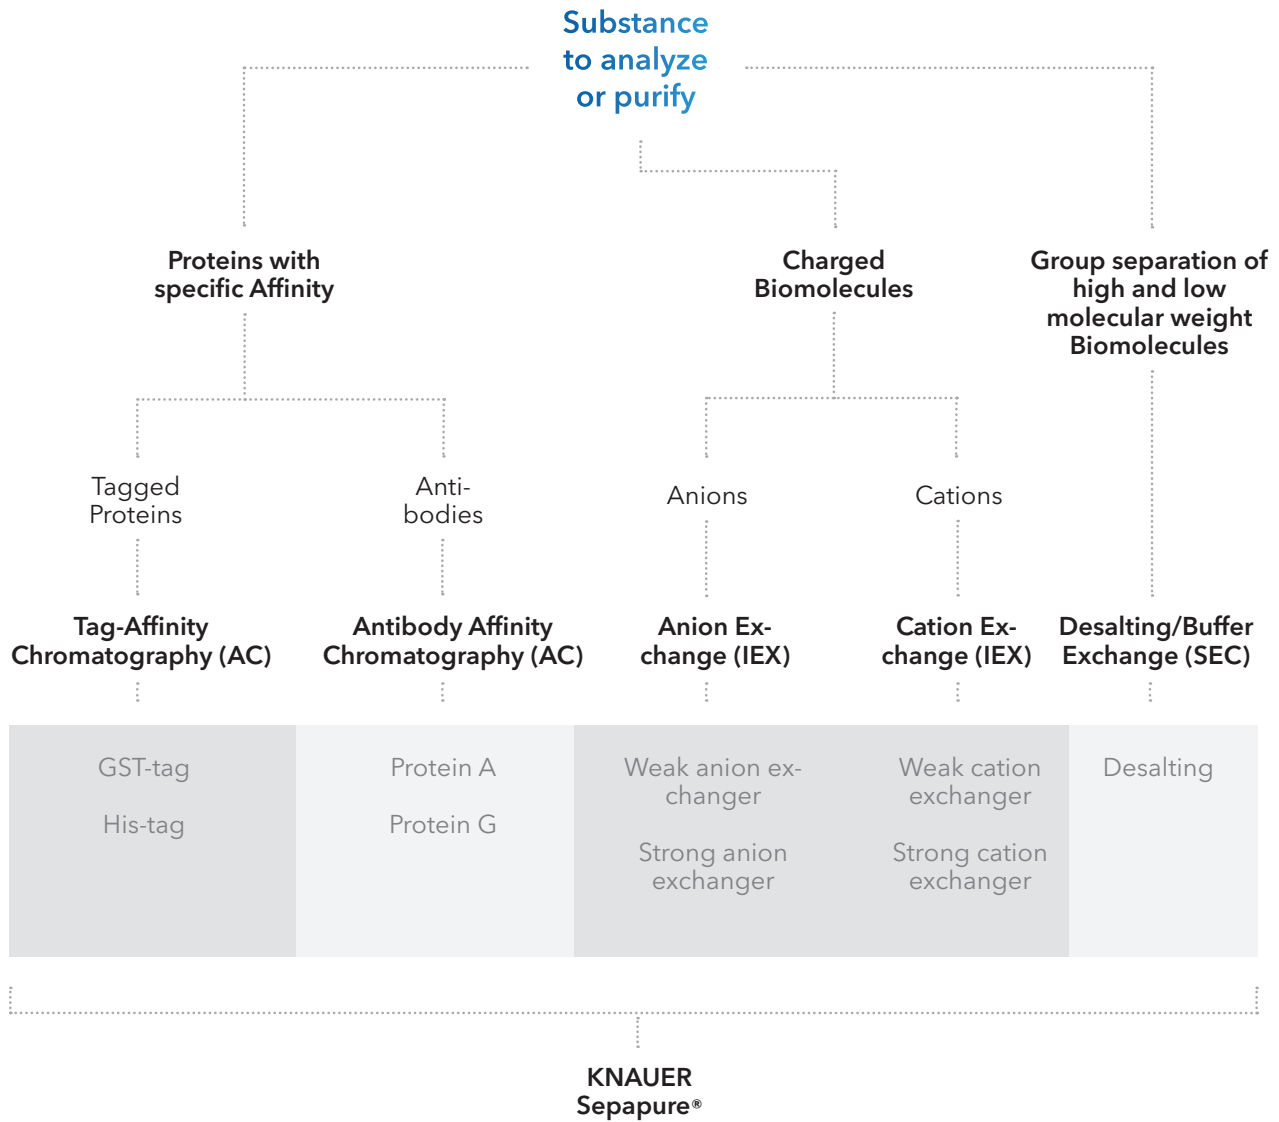 Substance
to analyze
or purify
Proteins with
specific Affinity
Charged
Biomolecules
Group separation of
high and low
molecular weight
Biomolecules
Tagged
Proteins
Anti-
bodies
Anions
Cations
Tag-Affinity
Chromatography (AC)
Antibody Affinity
Chromatography (AC)
Anion Ex-
change (IEX)
Cation Ex-
change (IEX)
Desalting/Buffer
Exchange (SEC)
GST-tag
His-tag
Protein A
Protein G
Weak anion ex-
changer
Strong anion
exchanger
Weak cation
exchanger
Strong cation
exchanger
Desalting
KNAUER
Sepapure®